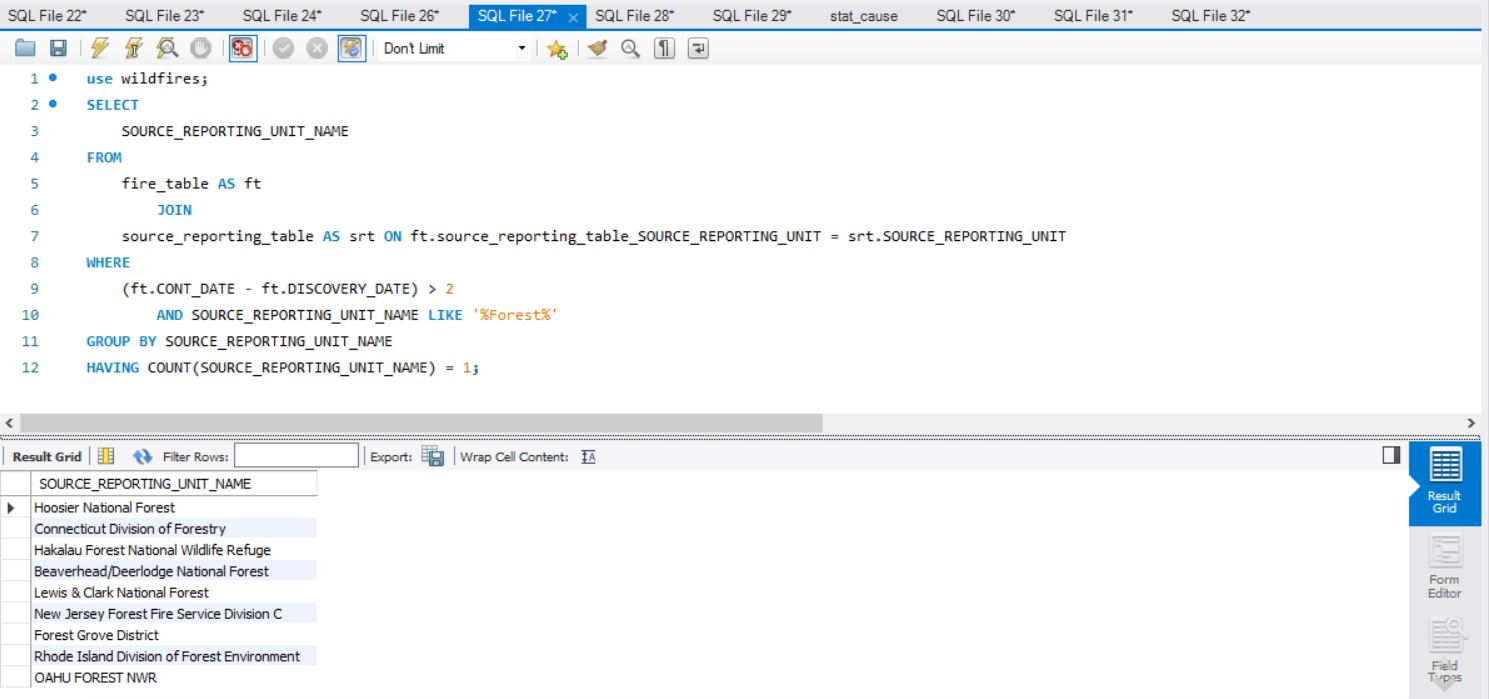 SQL File 22* SQL File 23* SQL File 24* SQL File 26* SQL File 27* × SQL File 28* SQL File 29* stat_cause SQL File 30* SQL File 31* SQL File 32*
Don't Limit
1 use wildfires;
2 SELECT
3 SOURCE_REPORTING_UNIT_NAME
4 FROM
5 fire_table AS ft
6 JOIN
7 source_reporting_table AS srt ON ft.source_reporting_table_SOURCE_REPORTING_UNIT = srt.SOURCE_REPORTING_UNIT
8 WHERE
9 (ft.CONT_DATE - ft.DISCOVERY_DATE) > 2
10 AND SOURCE_REPORTING_UNIT_NAME LIKE '%Forest%'
11 GROUP BY SOURCE_REPORTING_UNIT_NAME
12 HAVING COUNT(SOURCE_REPORTING_UNIT_NAME) = 1;
Result Grid Filter Rows: Export: Wrap Cell Content: IA
SOURCE_REPORTING_UNIT_NAME
Hoosier National Forest
Connecticut Division of Forestry
Hakalau Forest National Wildlife Refuge
Beaverhead/Deerlodge National Forest
Lewis & Clark National Forest
New Jersey Forest Fire Service Division C
Forest Grove District
Rhode Island Division of Forest Environment
OAHU FOREST NWR
Result
Grid
Form
Editor
Field
Types